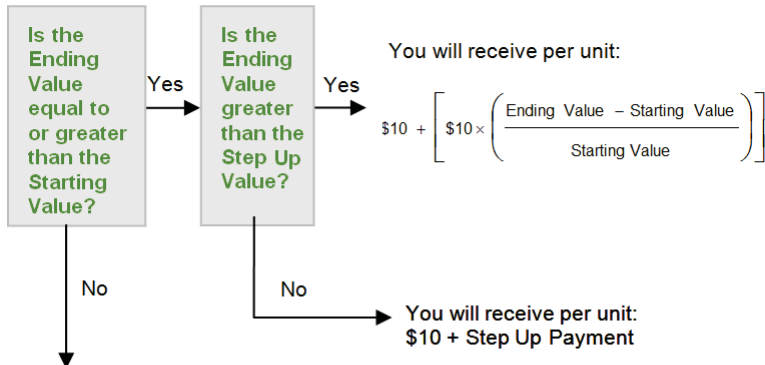 Is the
Ending
Value
equal to
or greater
than the
Starting
Value?
Yes
Is the
Ending
Value
greater
than the
Step Up
Value?
Yes
You will receive per unit:
$10 + [ $10 × ( Ending Value – Starting Value
Starting Value ) ]
No
No
You will receive per unit:
$10 + Step Up Payment